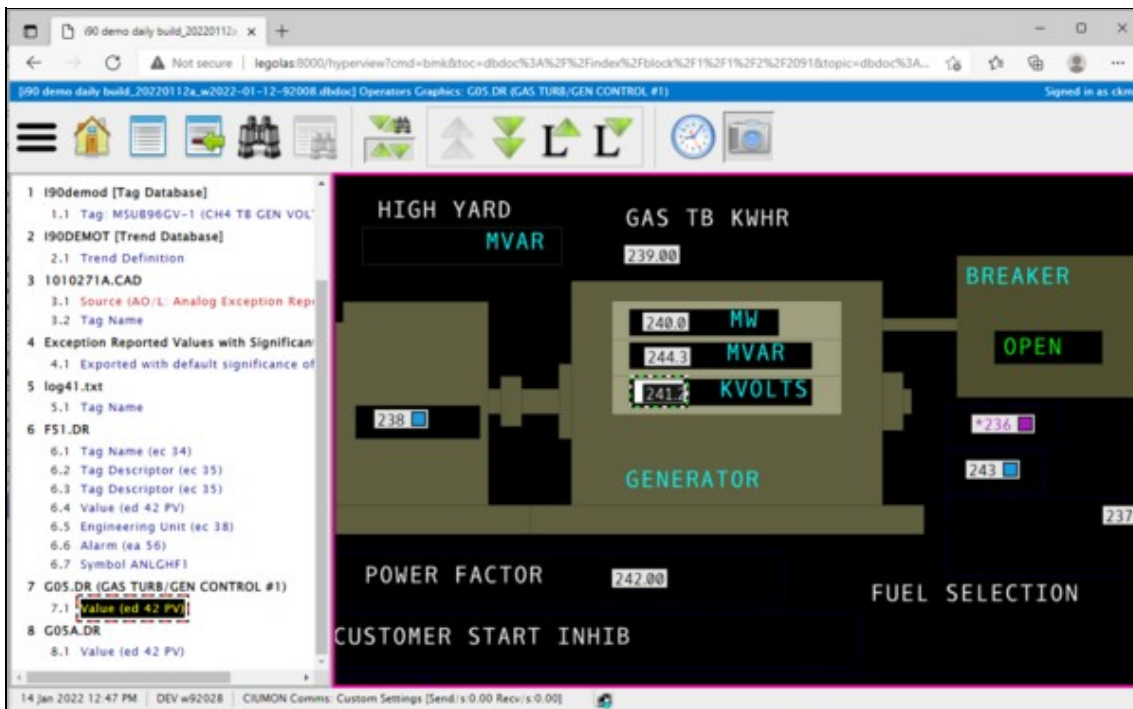 i90 demo daily build_20220112a
Not secure | legolas:8000/hyperview?cmd=bmk&toc=dbdoc%3A%2F%2Findex%2Fblock%2F1%2F1%2F2%2F2091&topic=dbdoc%3A...
[i90 demo daily build_20220112a_w2022-01-12-92008.dbdoc] Operators Graphics: G05.DR (GAS TURB/GEN CONTROL #1) Signed in as ckm
L L
1 I90demod [Tag Database]
1.1 Tag: MSU896GV-1 (CH4 TB GEN VOL
2 I90DEMOT [Trend Database]
2.1 Trend Definition
3 1010271A.CAD
3.1 Source (AO/L: Analog Exception Rep
3.2 Tag Name
4 Exception Reported Values with Significan
4.1 Exported with default significance of
5 log41.txt
5.1 Tag Name
6 F51.DR
6.1 Tag Name (ec 34)
6.2 Tag Descriptor (ec 35)
6.3 Tag Descriptor (ec 35)
6.4 Value (ed 42 PV)
6.5 Engineering Unit (ec 38)
6.6 Alarm (ea 56)
6.7 Symbol ANLGHF1
7 G05.DR (GAS TURB/GEN CONTROL #1)
7.1 Value (ed 42 PV)
8 G05A.DR
8.1 Value (ed 42 PV)
HIGH YARD
MVAR
GAS TB KWHR
239.00
BREAKER
240.0 MW
OPEN
244.3 MVAR
241.2 KVOLTS
238
*236
243
GENERATOR
237
POWER FACTOR
242.00
FUEL SELECTION
CUSTOMER START INHIB
14 Jan 2022 12:47 PM DEV w92028 CIUMON Comms: Custom Settings [Send/s:0.00 Recv/s:0.00]